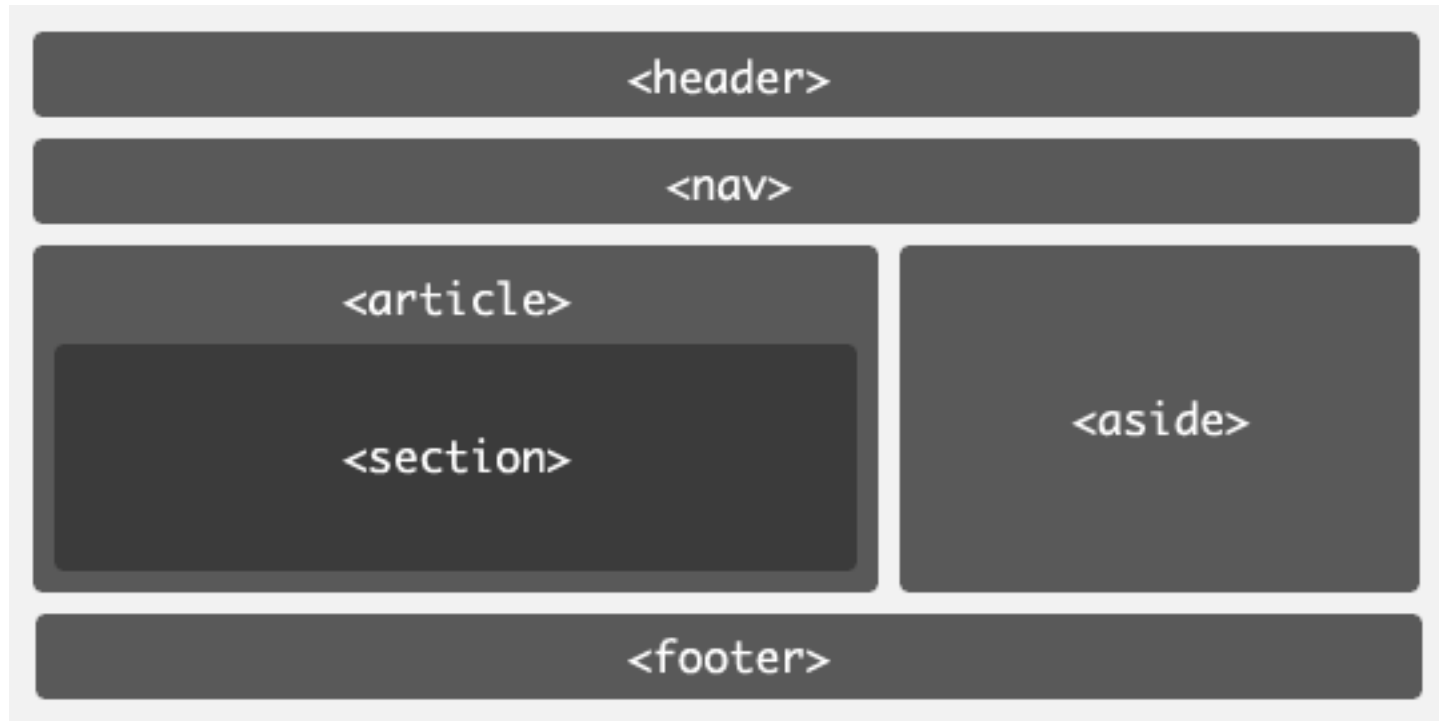 <header>
<nav>
<article>
<section>
<aside>
<footer>